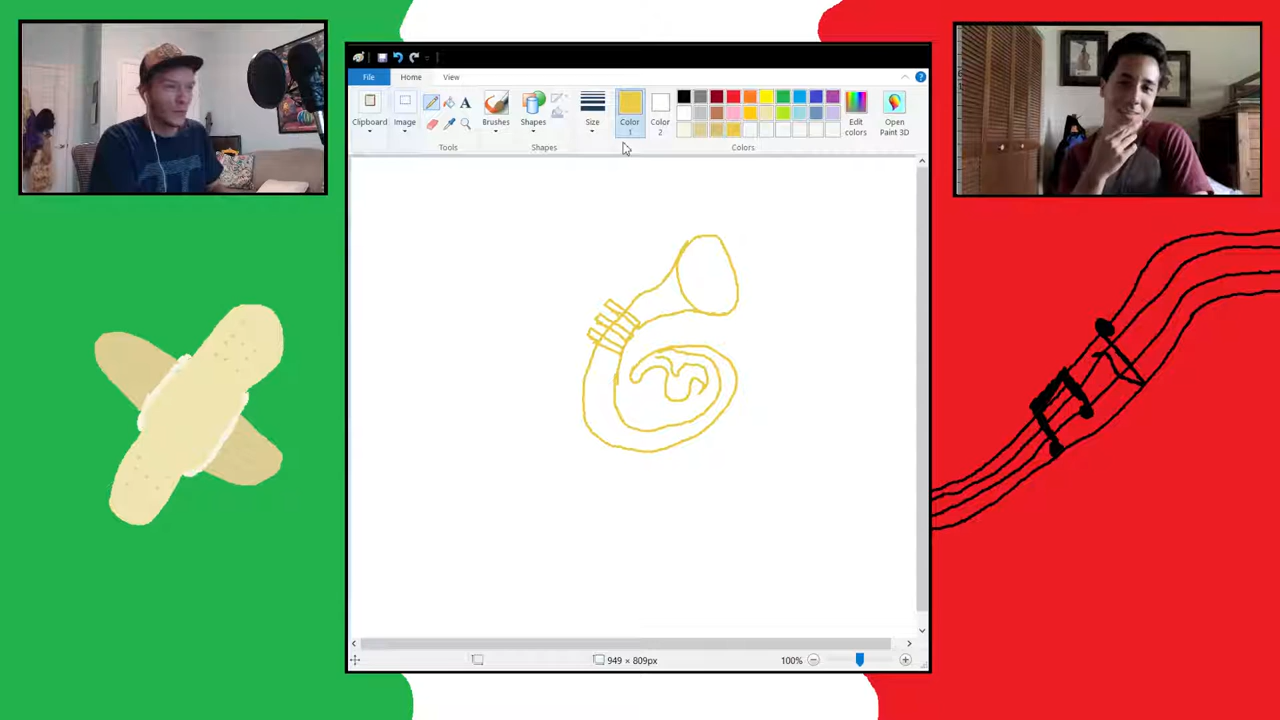 File Home View
Clipboard
Image
A
Tools
Brushes
Shapes
Shapes
Size
Color
1
Color
2
Colors
Edit
colors
Open
Paint 3D
949 × 809px
100%